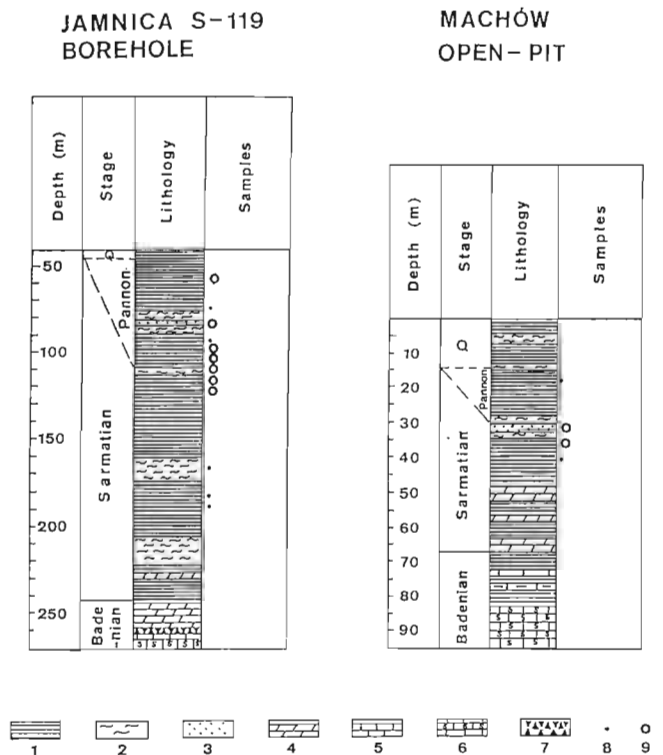 JAMNICA S-119
BOREHOLE
MACHÓW
OPEN-PIT
Depth (m)
Stage
Lithology
Samples
50
100
150
200
250
Q
Pannon
Sarmatian
Bade
-nian
Depth (m)
Stage
Lithology
Samples
10
20
30
40
50
60
70
80
90
Q
Pannon
Sarmatian
Badenian
s s s s s
s s s
s s s s
s s s
s s s s
1 2 3 4 5 6 7 8 9